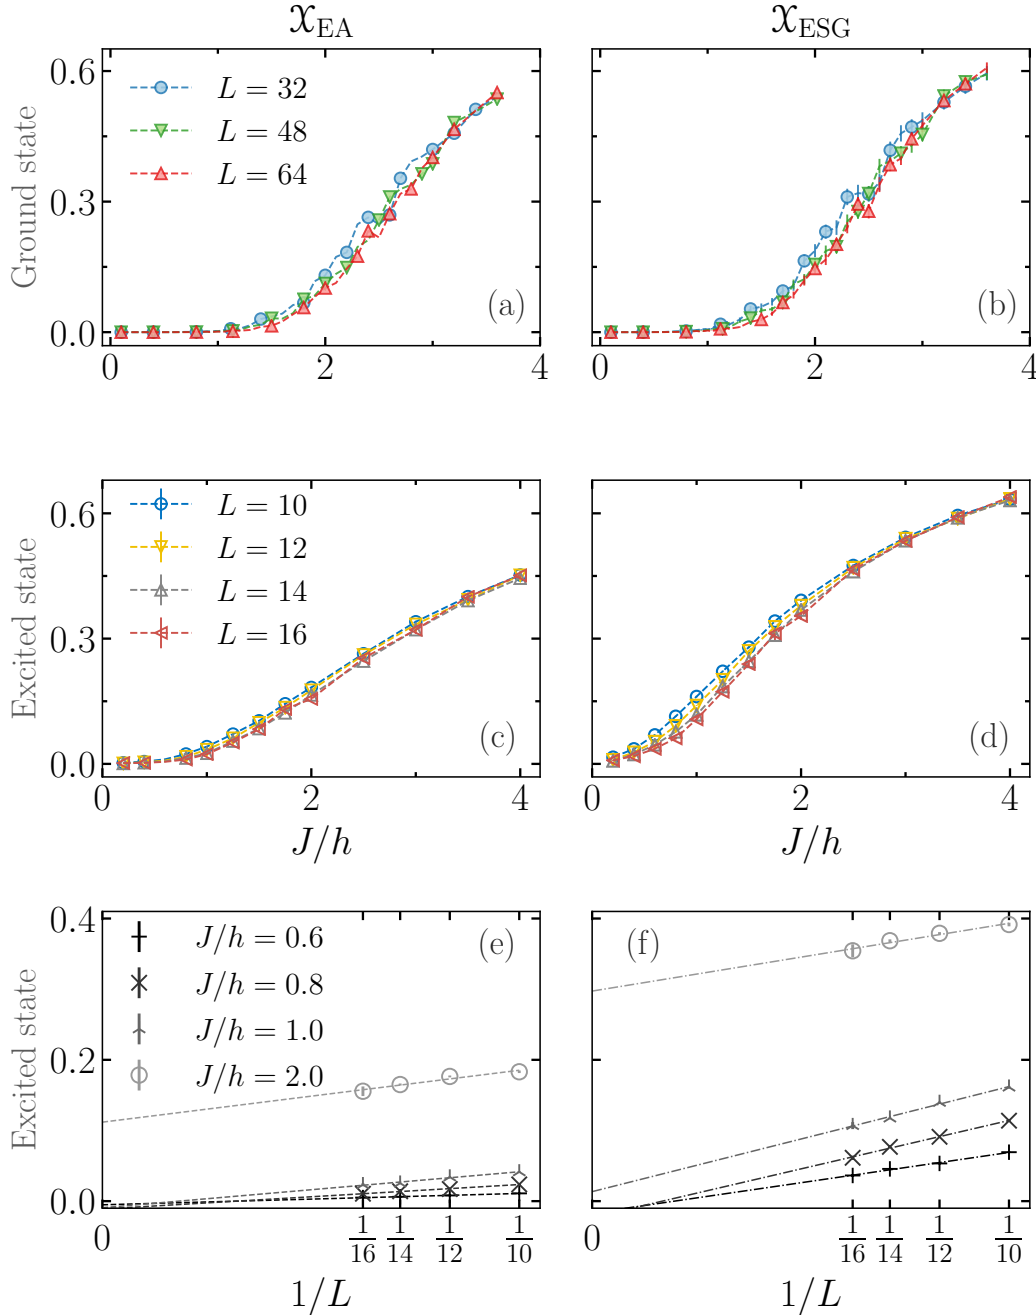 χEA
χESG
Ground state
0.6
0.3
0.0
L = 32
L = 48
L = 64
(a)
(b)
0
2
4
0
2
4
Excited state
0.6
0.3
0.0
L = 10
L = 12
L = 14
L = 16
(c)
(d)
0
2
4
0
2
4
J/h
J/h
Excited state
0.4
0.2
0.0
J/h = 0.6
J/h = 0.8
J/h = 1.0
J/h = 2.0
(e)
(f)
0
1/16
1/14
1/12
1/10
0
1/16
1/14
1/12
1/10
1/L
1/L